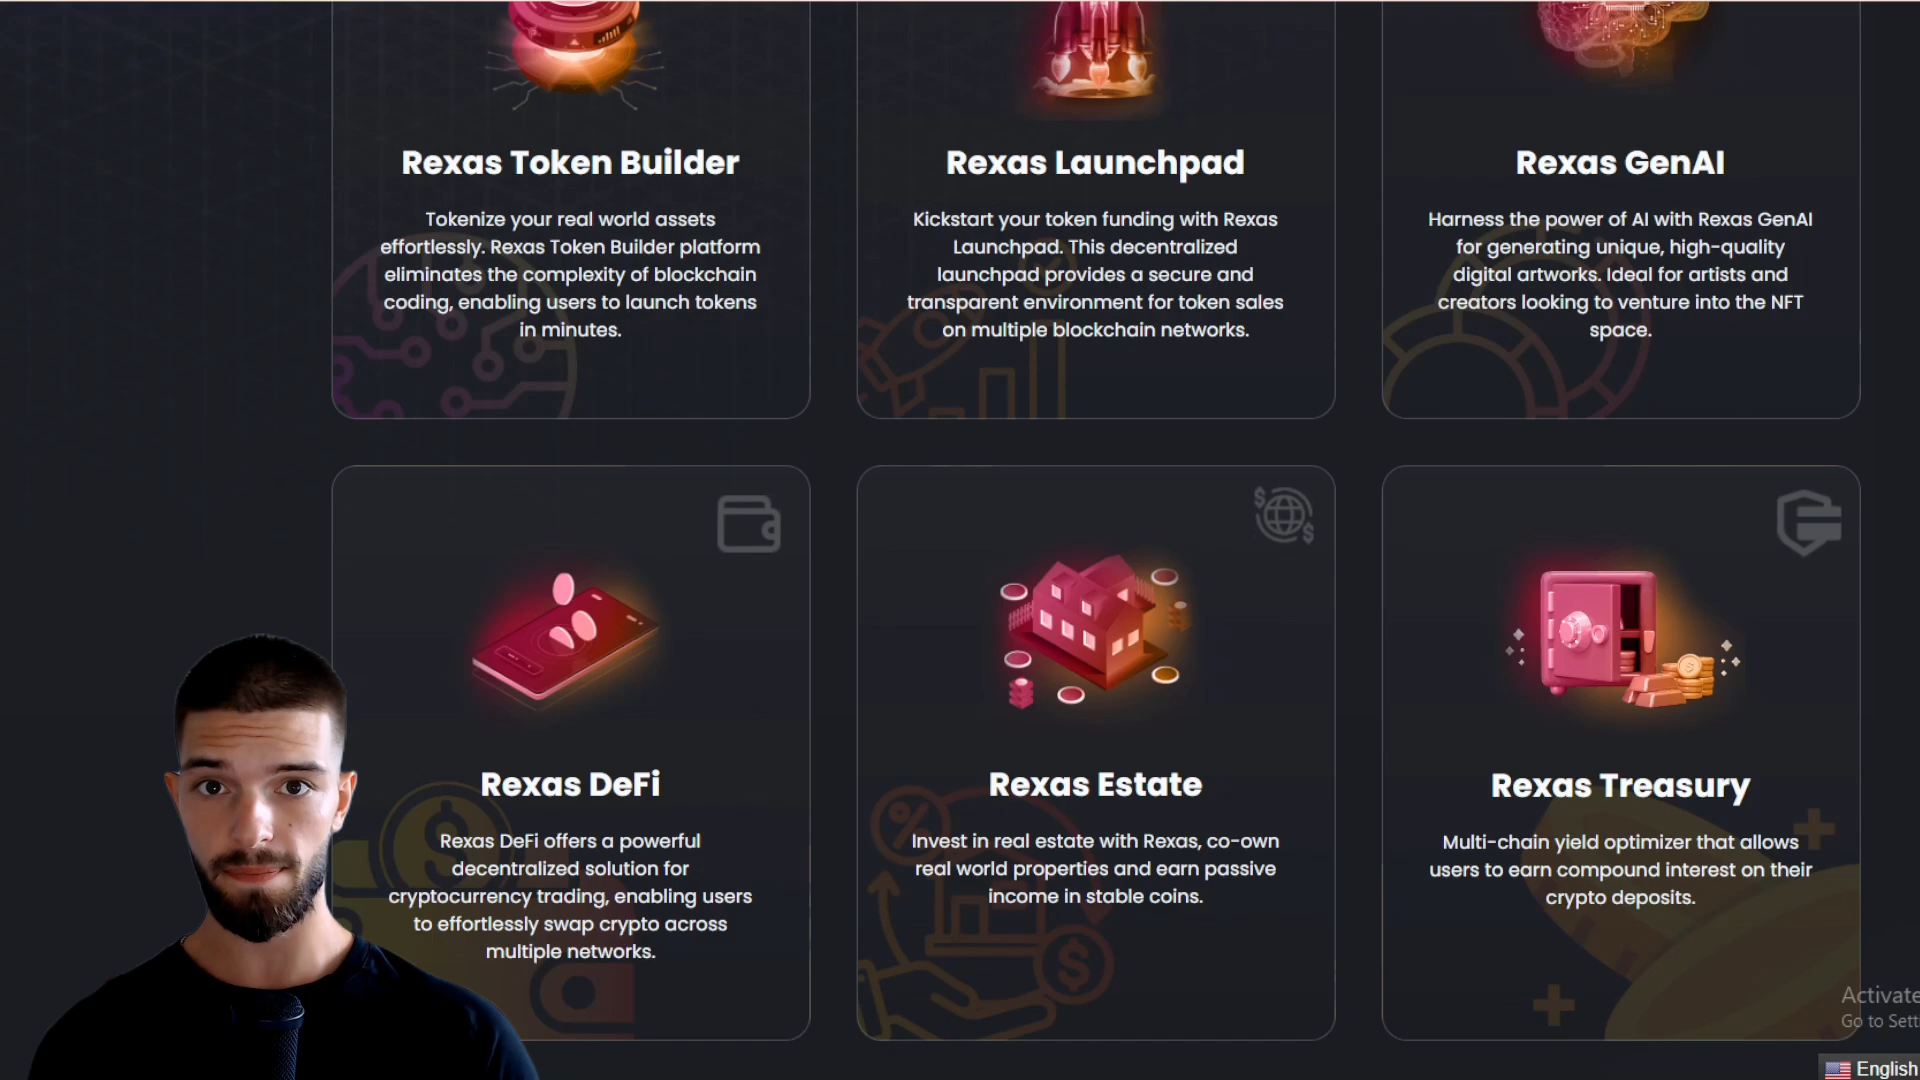 Rexas Token Builder
Tokenize your real world assets
effortlessly. Rexas Token Builder platform
eliminates the complexity of blockchain
coding, enabling users to launch tokens
in minutes.
Rexas Launchpad
Kickstart your token funding with Rexas
Launchpad. This decentralized
launchpad provides a secure and
transparent environment for token sales
on multiple blockchain networks.
Rexas GenAI
Harness the power of AI with Rexas GenAI
for generating unique, high-quality
digital artworks. Ideal for artists and
creators looking to venture into the NFT
space.
Rexas DeFi
Rexas DeFi offers a powerful
decentralized solution for
cryptocurrency trading, enabling users
to effortlessly swap crypto across
multiple networks.
Rexas Estate
Invest in real estate with Rexas, co-own
real world properties and earn passive
income in stable coins.
Rexas Treasury
Multi-chain yield optimizer that allows
users to earn compound interest on their
crypto deposits.
Activate
Go to Setti
English